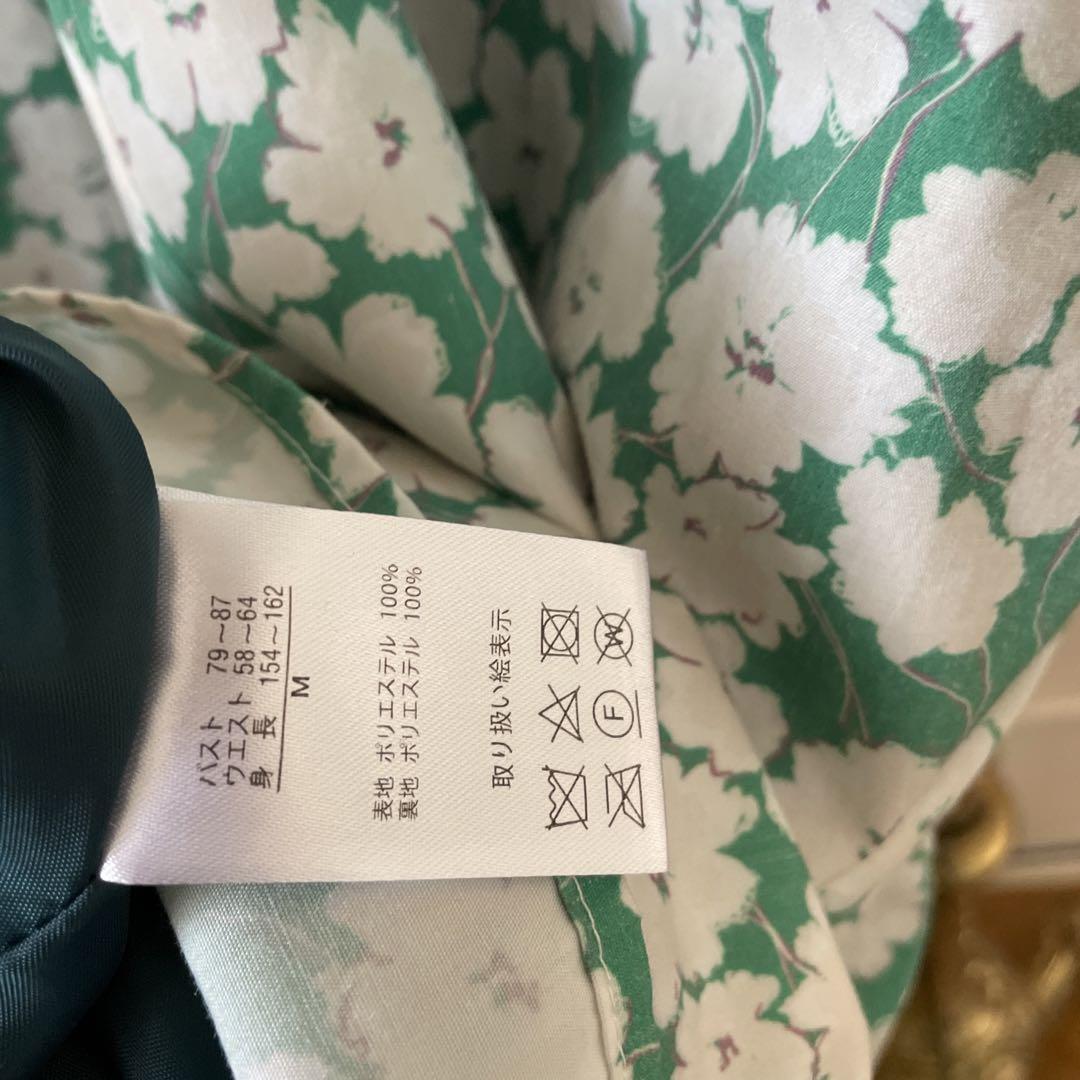 バスト 79～87
ウエスト 58～64
身長 154～162
M
表地 ポリエステル 100%
裏地 ポリエステル 100%
取り扱い絵表示
F W